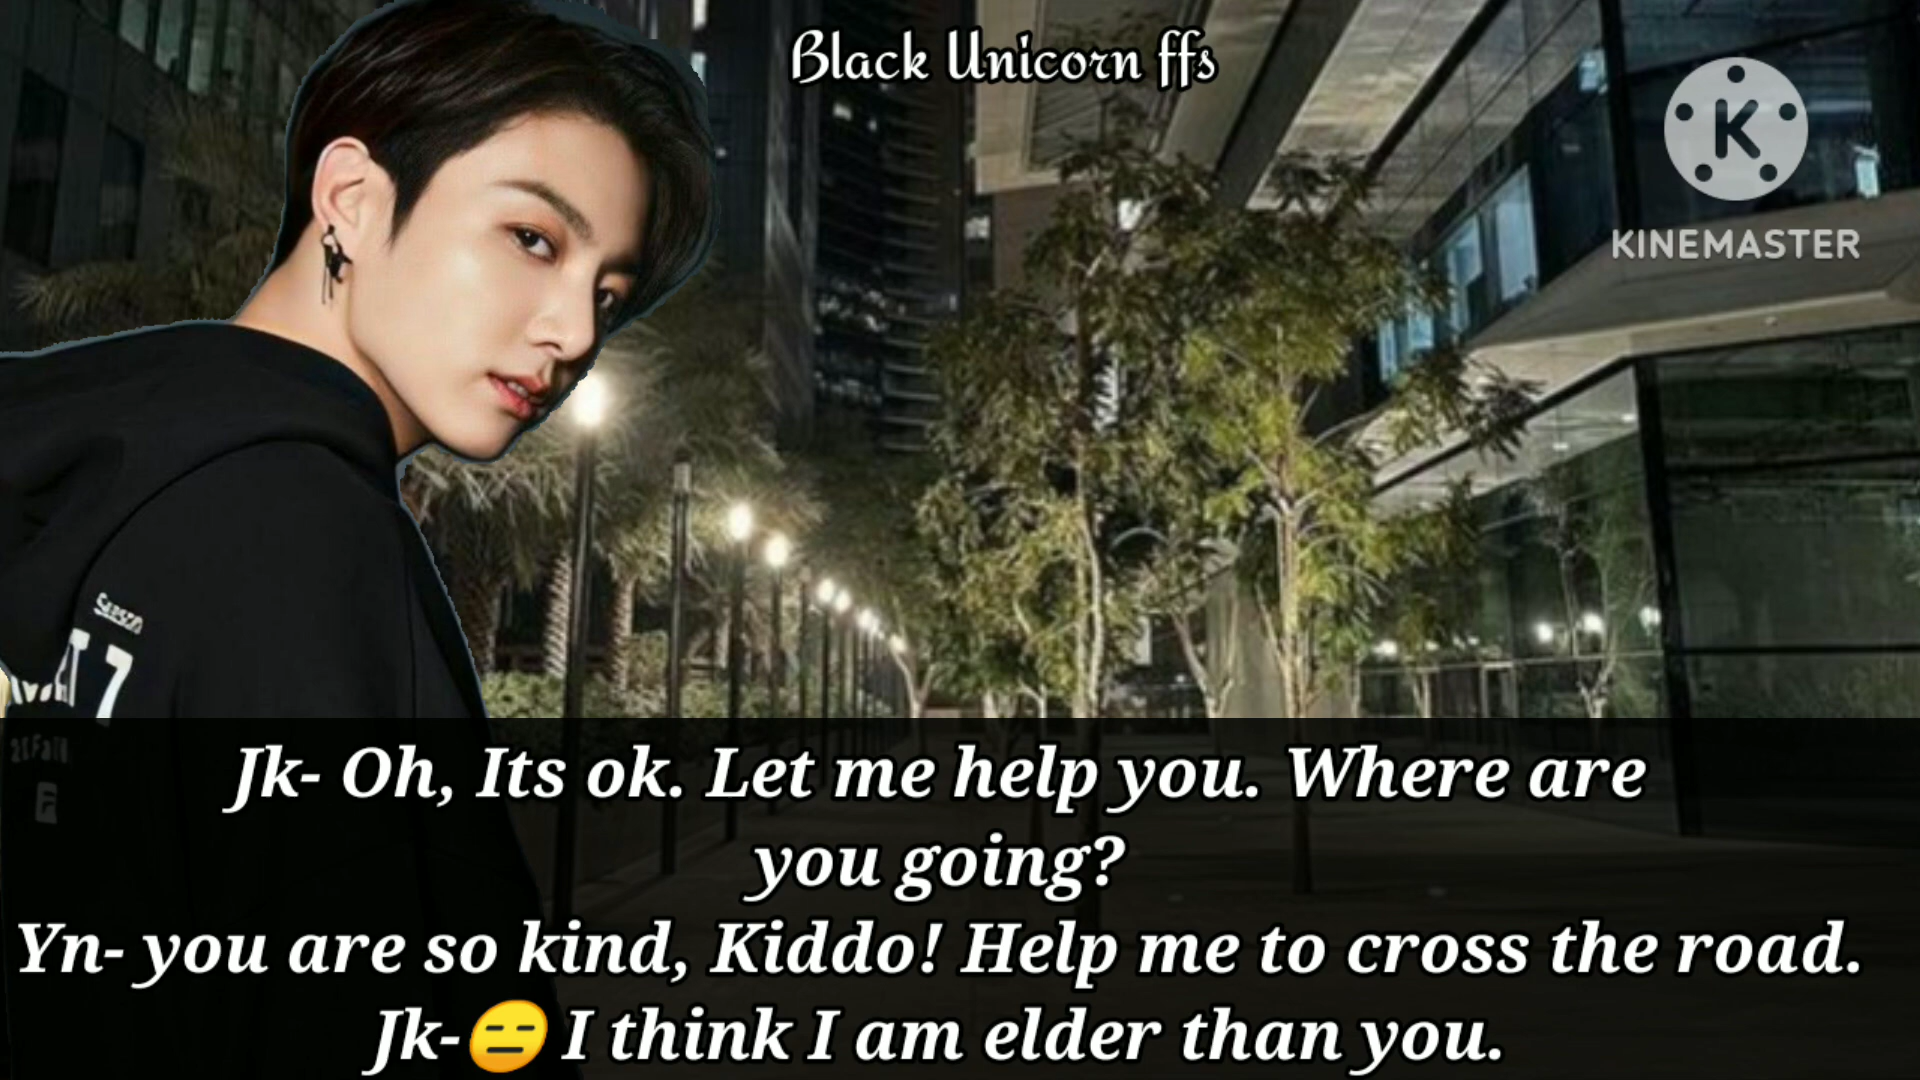 Black Unicorn ffs
K
KINEMASTER
7
Jk- Oh, Its ok. Let me help you. Where are
you going?
Yn- you are so kind, Kiddo! Help me to cross the road.
Jk-😑 I think I am elder than you.